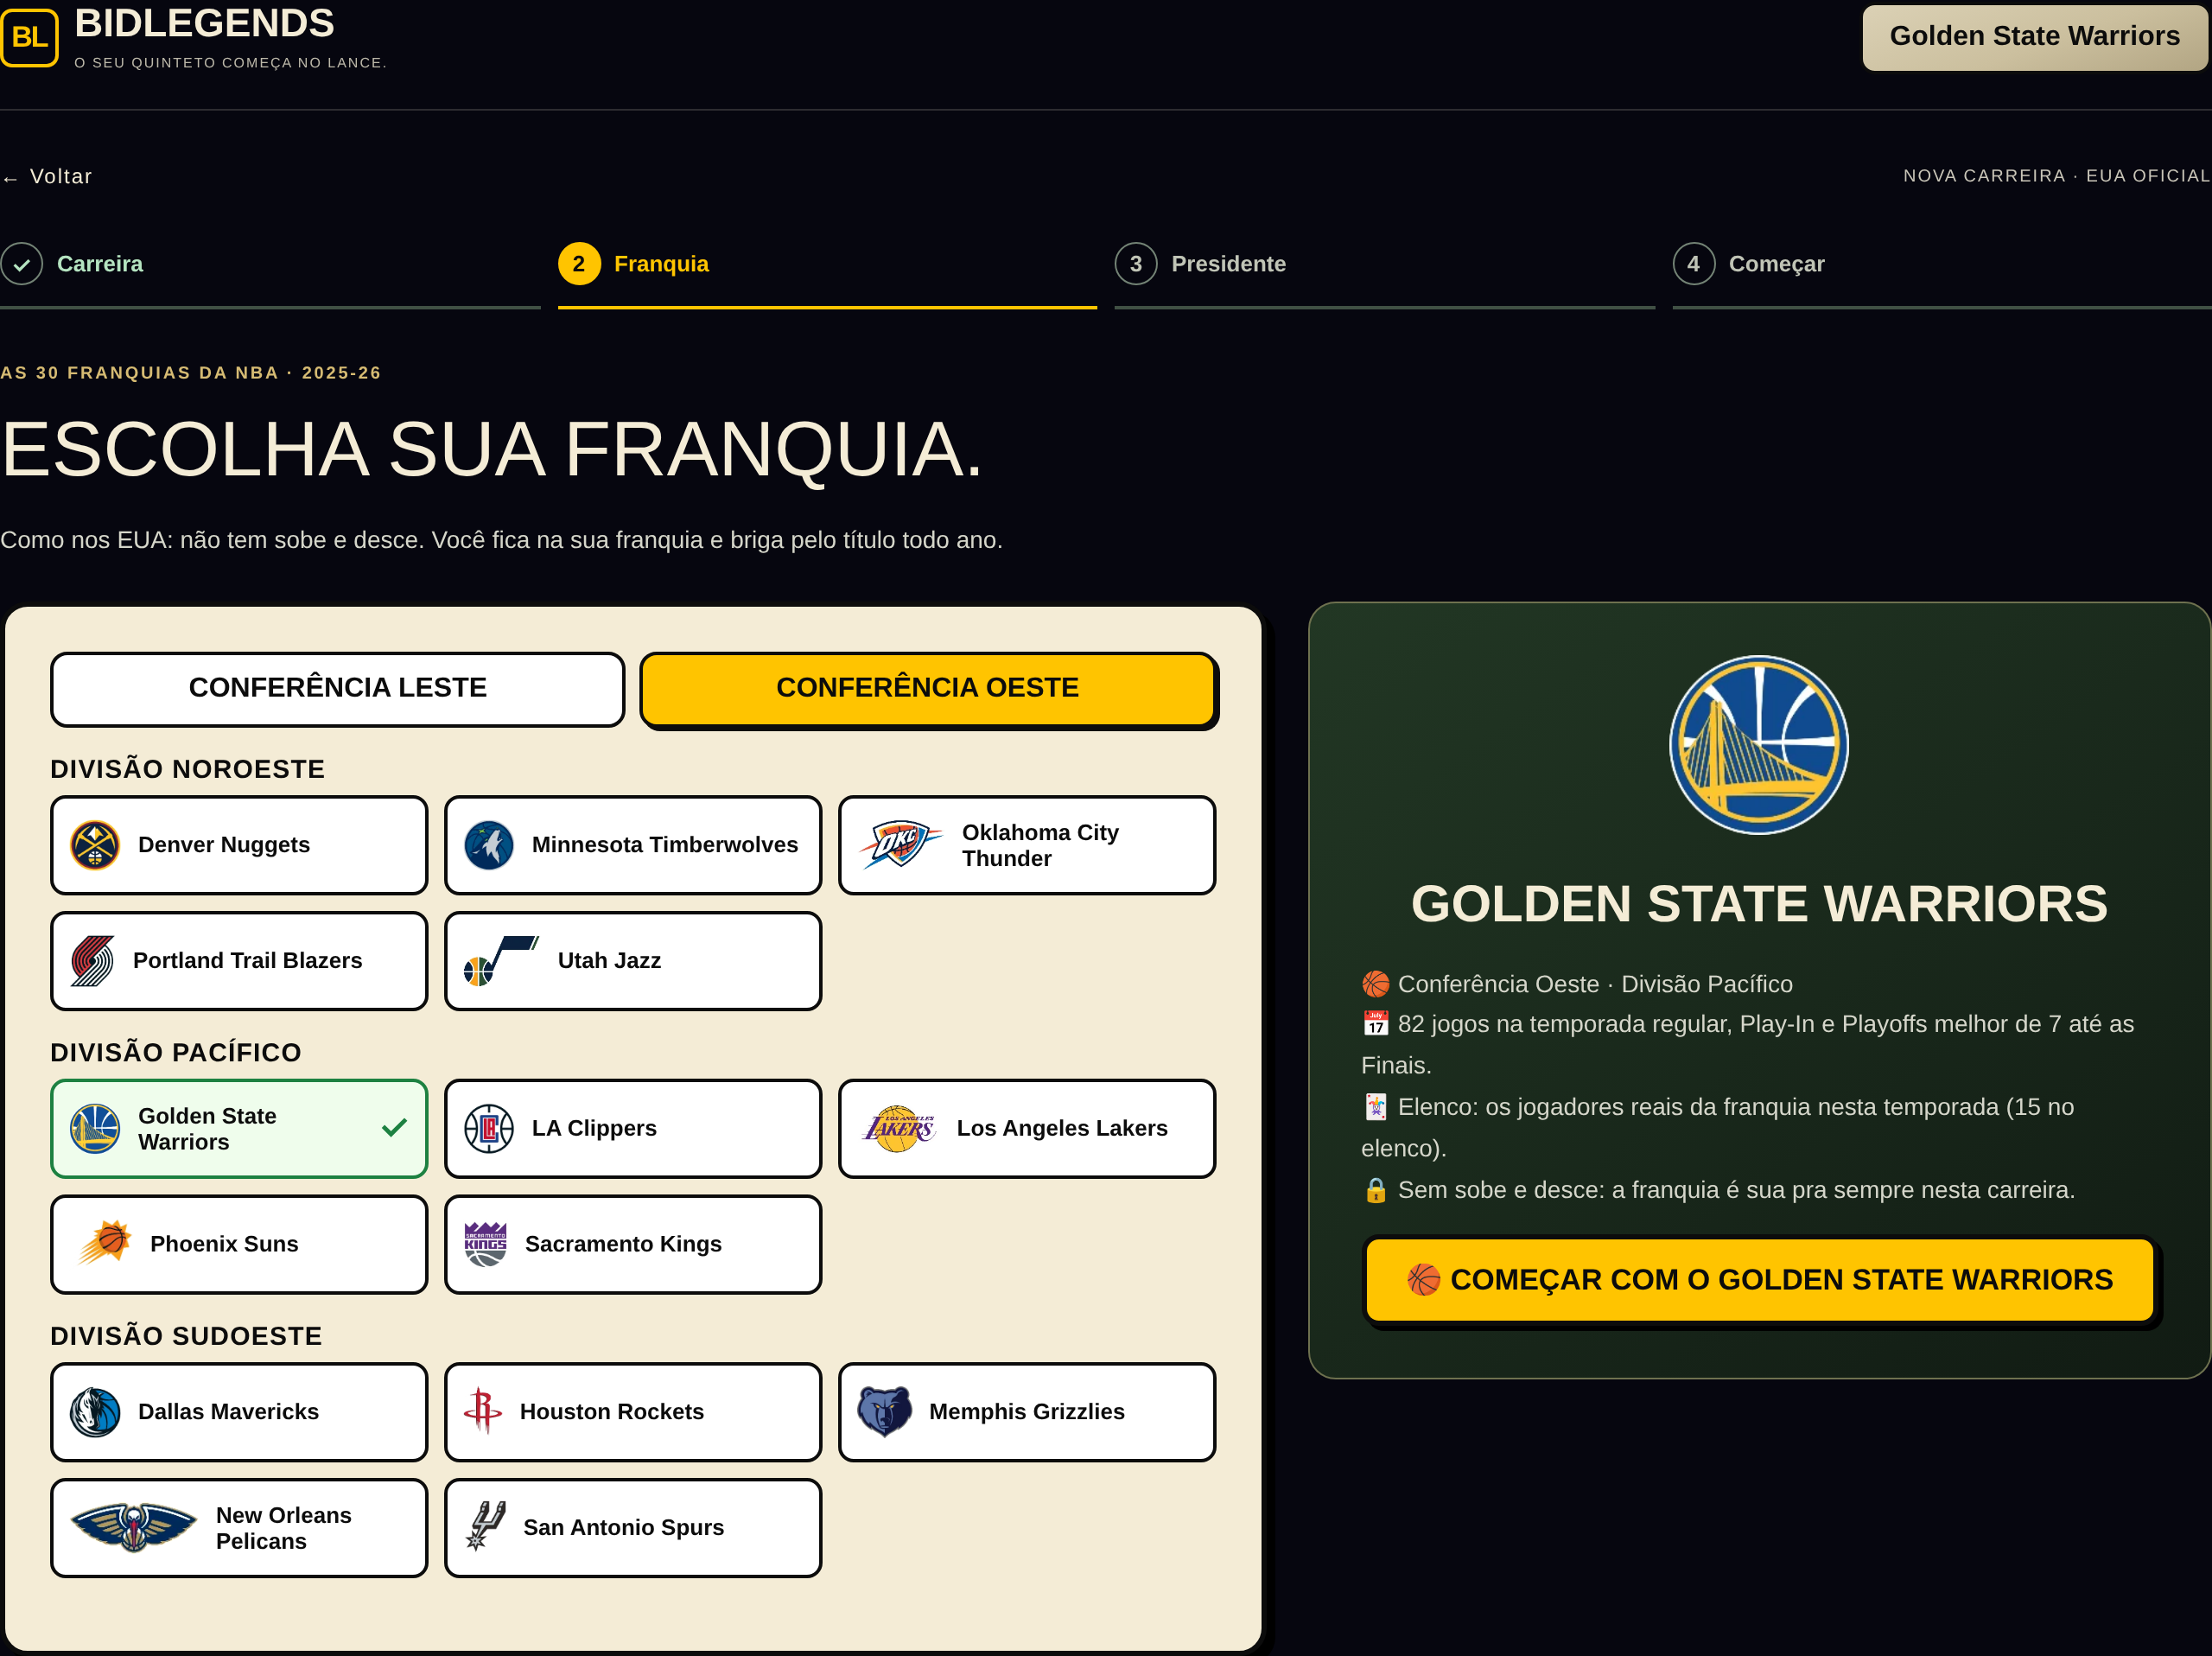 BL
BIDLEGENDS
O SEU QUINTETO COMEÇA NO LANCE.
Golden State Warriors
← Voltar
NOVA CARREIRA · EUA OFICIAL
Carreira
2 Franquia
3 Presidente
4 Começar
AS 30 FRANQUIAS DA NBA · 2025-26
ESCOLHA SUA FRANQUIA.
Como nos EUA: não tem sobe e desce. Você fica na sua franquia e briga pelo título todo ano.
CONFERÊNCIA LESTE
CONFERÊNCIA OESTE
DIVISÃO NOROESTE
Denver Nuggets
Minnesota Timberwolves
OKC
Oklahoma City
Thunder
Portland Trail Blazers
Utah Jazz
DIVISÃO PACÍFICO
Golden State
Warriors
LA Clippers
LOS ANGELES
LAKERS
Los Angeles Lakers
Phoenix Suns
SACRAMENTO
KINGS
Sacramento Kings
DIVISÃO SUDOESTE
Dallas Mavericks
R
Houston Rockets
Memphis Grizzlies
New Orleans
Pelicans
San Antonio Spurs
GOLDEN STATE WARRIORS
🏀 Conferência Oeste · Divisão Pacífico
📅 82 jogos na temporada regular, Play-In e Playoffs melhor de 7 até as
Finais.
🃏 Elenco: os jogadores reais da franquia nesta temporada (15 no
elenco).
🔒 Sem sobe e desce: a franquia é sua pra sempre nesta carreira.
🏀 COMEÇAR COM O GOLDEN STATE WARRIORS